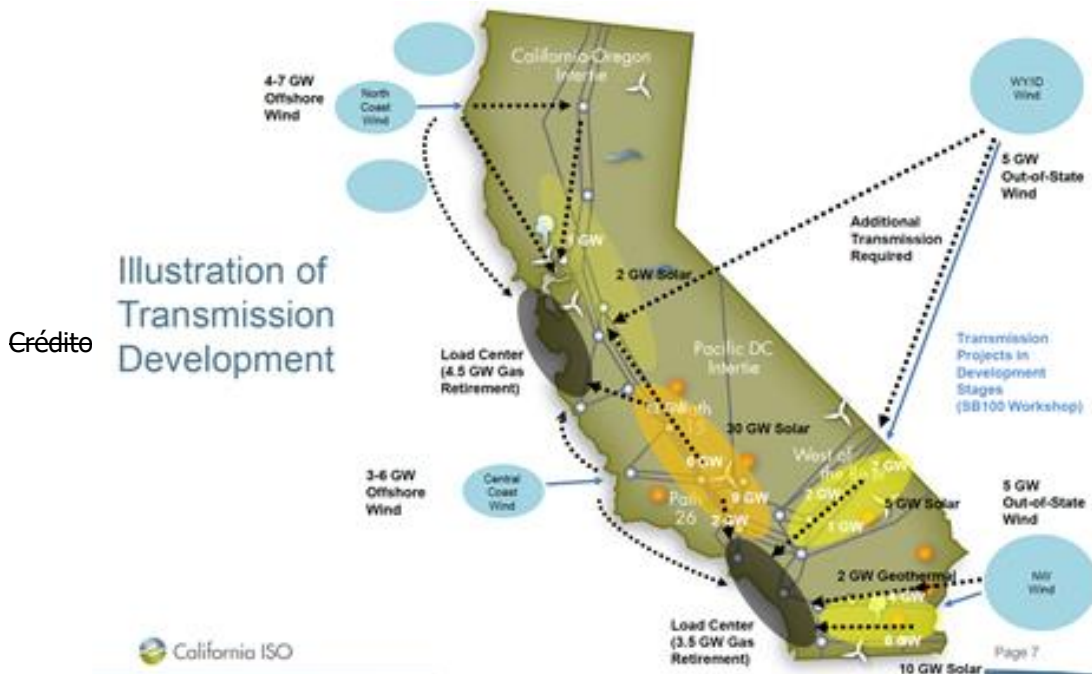 California-Oregon
Intertie
4-7 GW
Offshore
Wind
North
Coast
Wind
WY/ID
Wind
5 GW
Out-of-State
Wind
Additional
Transmission
Required
2 GW Solar
Illustration of
Transmission
Development
Crédito
Load Center
(4.5 GW Gas
Retirement)
Pacific DC
Intertie
Transmission
Projects in
Development
Stages
(SB100 Workshop)
30 GW Solar
West of
the
3-6 GW
Offshore
Wind
Central
Coast
Wind
6 GW
9 GW
2 GW
2 GW
2 GW
1 GW
5 GW Solar
26
5 GW
Out-of-State
Wind
2 GW Geothermal
Wind
Load Center
(3.5 GW Gas
Retirement)
10 GW Solar
California ISO
Page 7